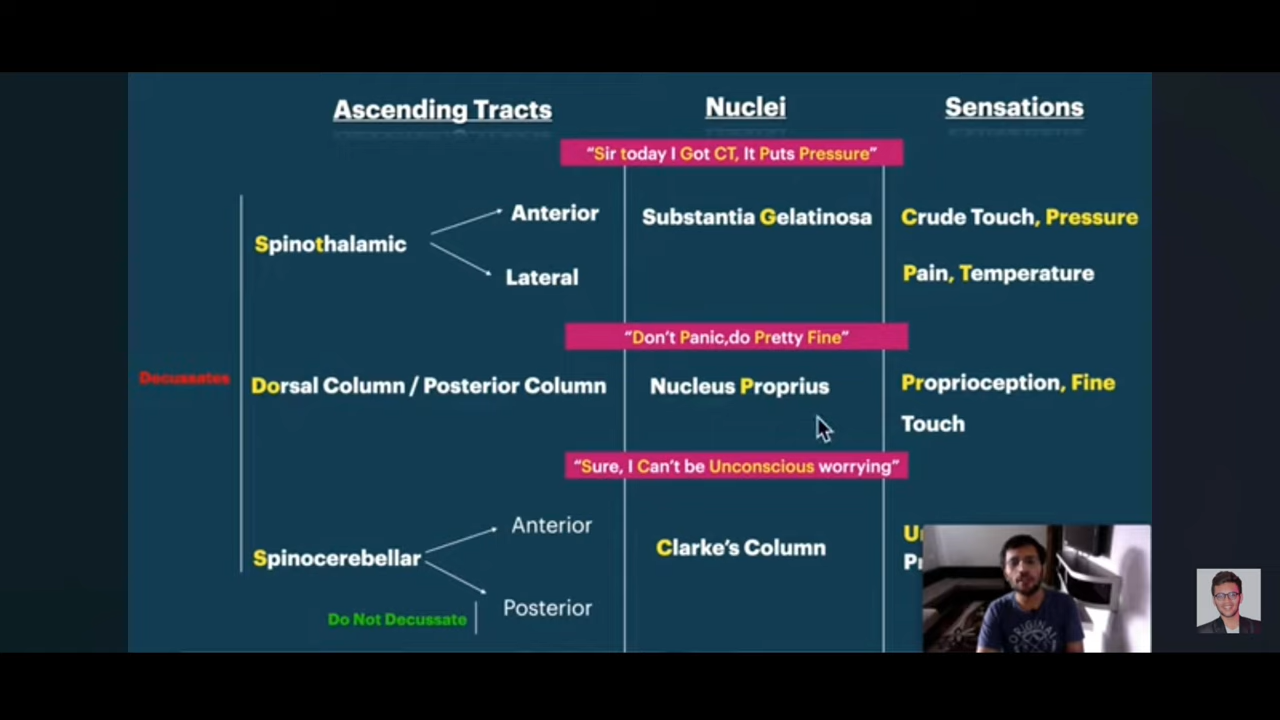 Ascending Tracts
Nuclei
Sensations
“Sir today I Got CT, It Puts Pressure”
Spinothalamic
Anterior
Lateral
Substantia Gelatinosa
Crude Touch, Pressure
Pain, Temperature
“Don't Panic,do Pretty Fine”
Decussates
Dorsal Column / Posterior Column
Nucleus Proprius
Proprioception, Fine
Touch
“Sure, I Can't be Unconscious worrying”
Spinocerebellar
Anterior
Posterior
Clarke's Column
Do Not Decussate
ORIGINAL